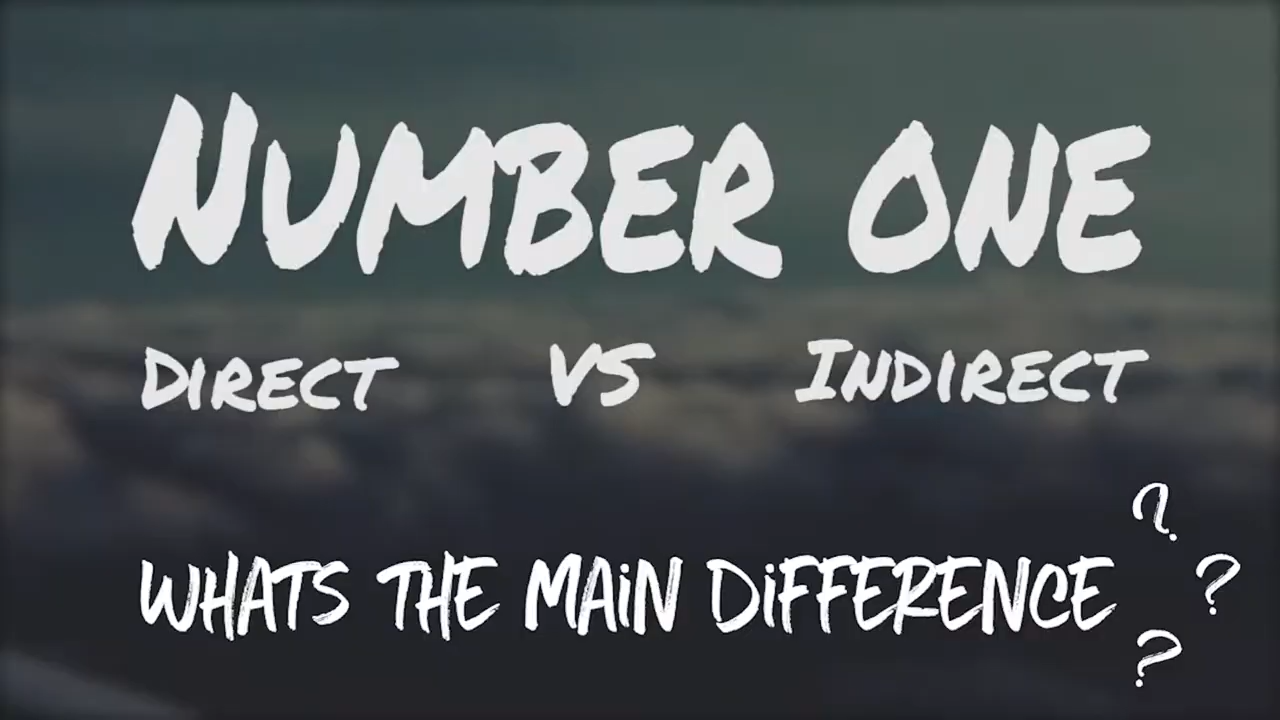 NUMBER ONE
DIRECT VS INDIRECT
WHATS THE MAiN DiFFERENCE ???